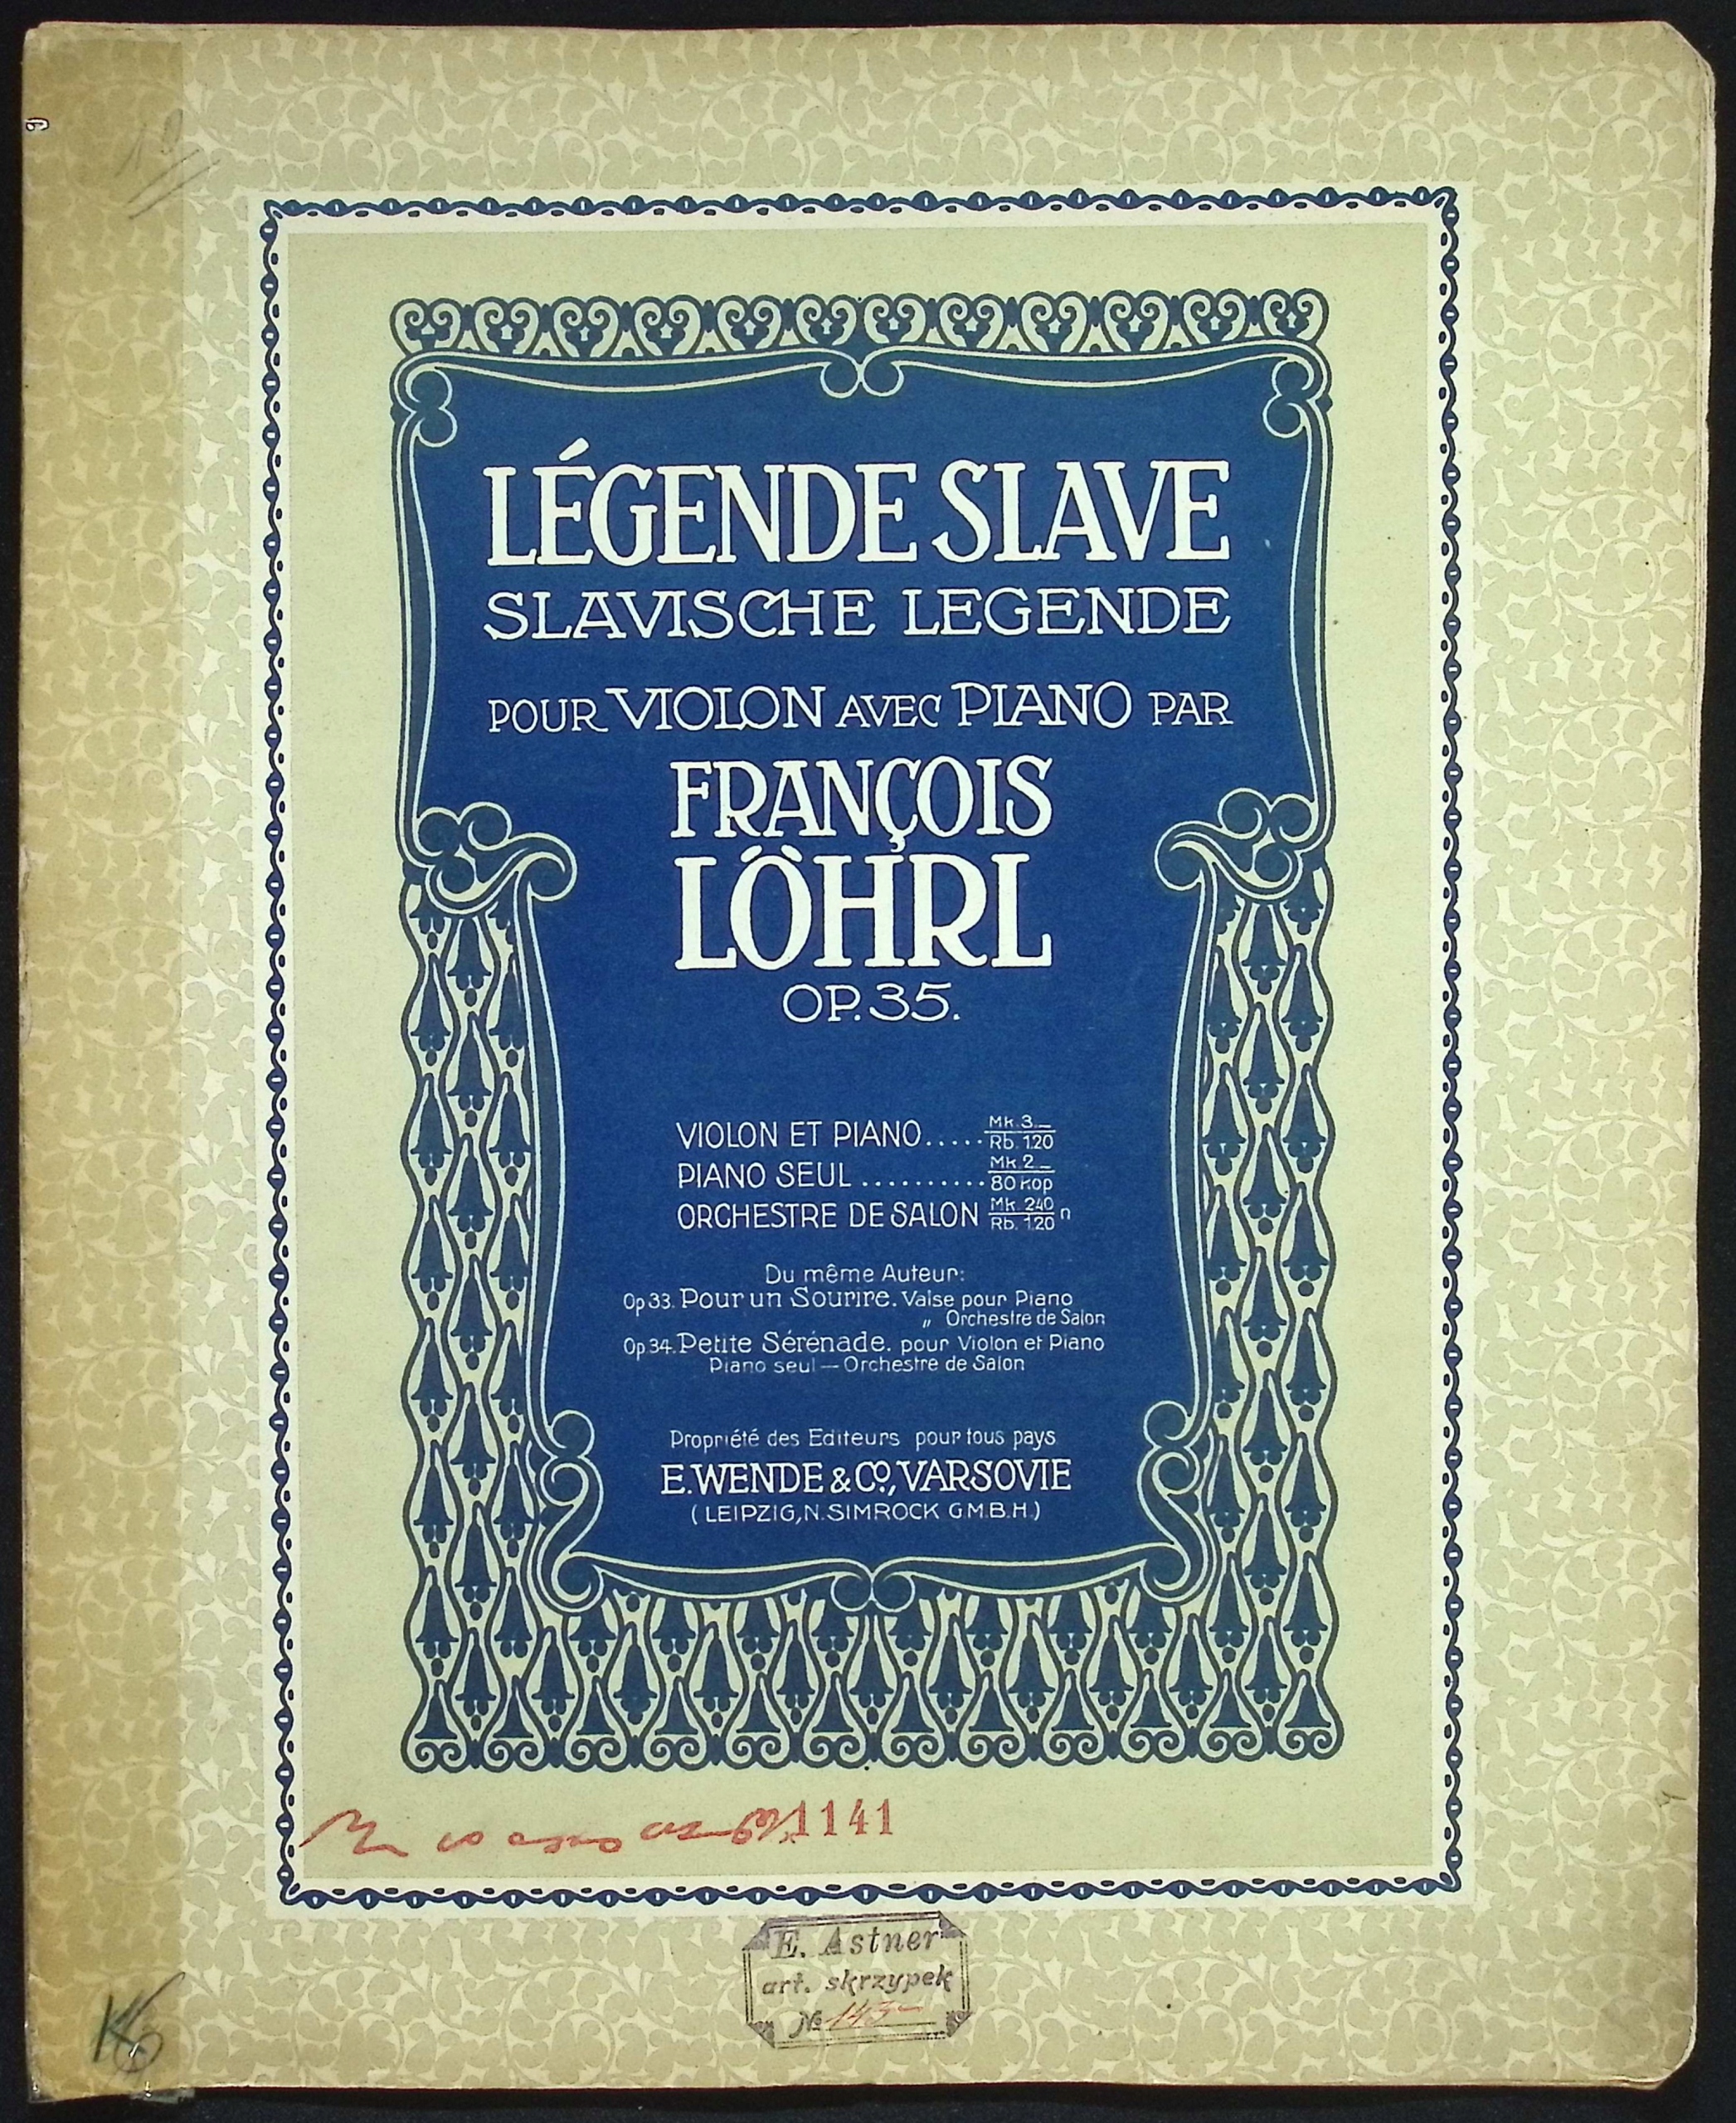 LÉGENDE SLAVE
SLAVISCHE LEGENDE
POUR VIOLON AVEC PIANO PAR
FRANÇOIS
LÖHRL
OP. 35.
VIOLON ET PIANO..... Mk. 3.— Rb. 1.20
PIANO SEUL .......... Mk. 2.— 80 kop
ORCHESTRE DE SALON Mk. 240 Rb. 1.20 n
Du même Auteur:
Op 33. Pour un Sourire. Valse pour Piano
„ Orchestre de Salon
Op. 34. Petite Sérénade. pour Violon et Piano
Piano seul — Orchestre de Salon
Propriété des Editeurs pour tous pays
E. WENDE & Co., VARSOVIE
(LEIPZIG, N. SIMROCK G.M.B.H.)
1141
E. Astner
art. skrzypek
№ 143